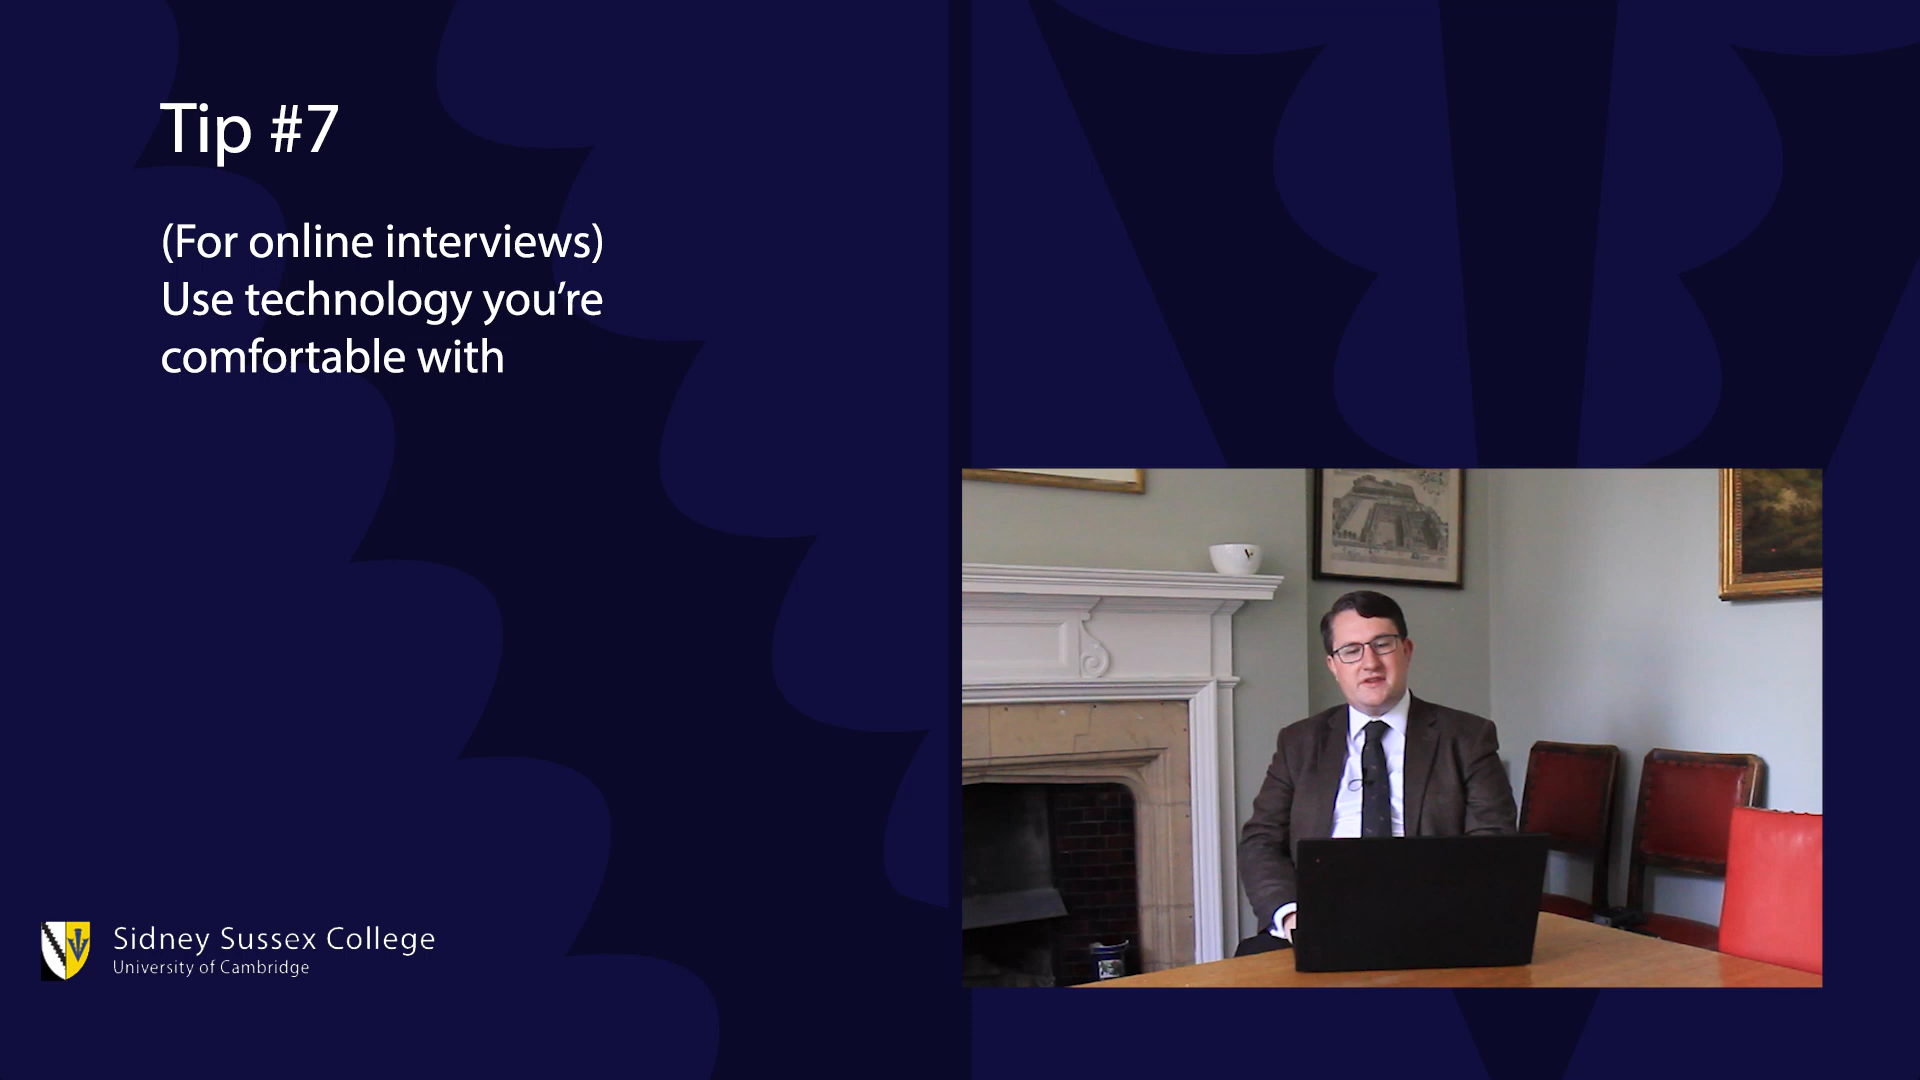 Tip #7
(For online interviews)
Use technology you’re
comfortable with
Sidney Sussex College
University of Cambridge